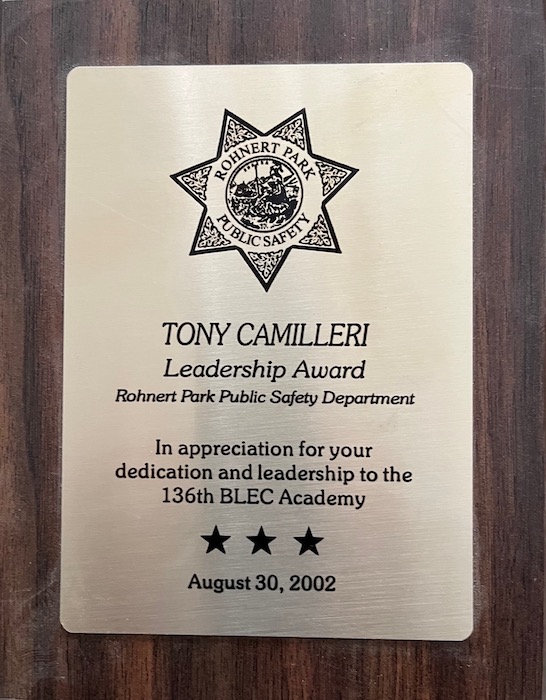 ROHNERT PARK
PUBLIC SAFETY
TONY CAMILLERI
Leadership Award
Rohnert Park Public Safety Department
In appreciation for your
dedication and leadership to the
136th BLEC Academy
August 30, 2002